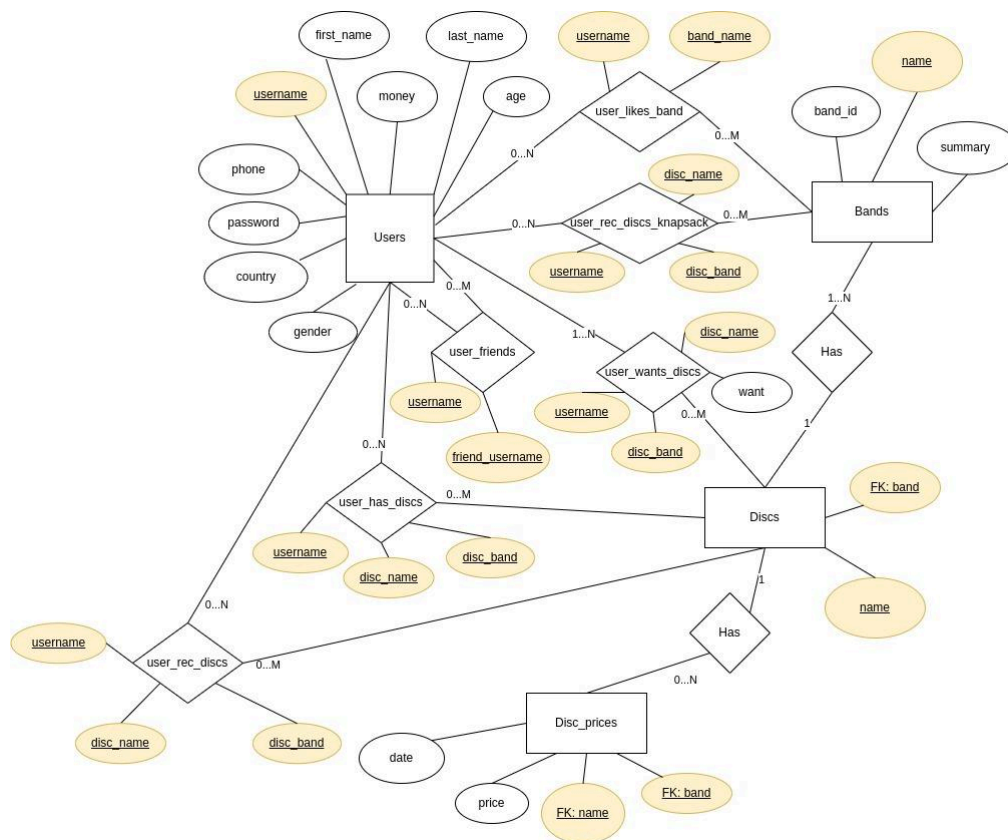 first_name
last_name
username
band_name
name
username
money
age
band_id
user_likes_band
0...M
summary
0...N
phone
disc_name
password
Users
0...N
user_rec_discs_knapsack
0...M
Bands
country
username
disc_band
0...M
0...N
1...N
gender
1...N
disc_name
user_friends
Has
user_wants_discs
want
username
username
0...M
1
friend_username
disc_band
0...N
FK: band
0...M
user_has_discs
Discs
username
disc_name
disc_band
1
name
0...N
Has
username
user_rec_discs
0...M
0...N
disc_name
disc_band
Disc_prices
date
price
FK: name
FK: band